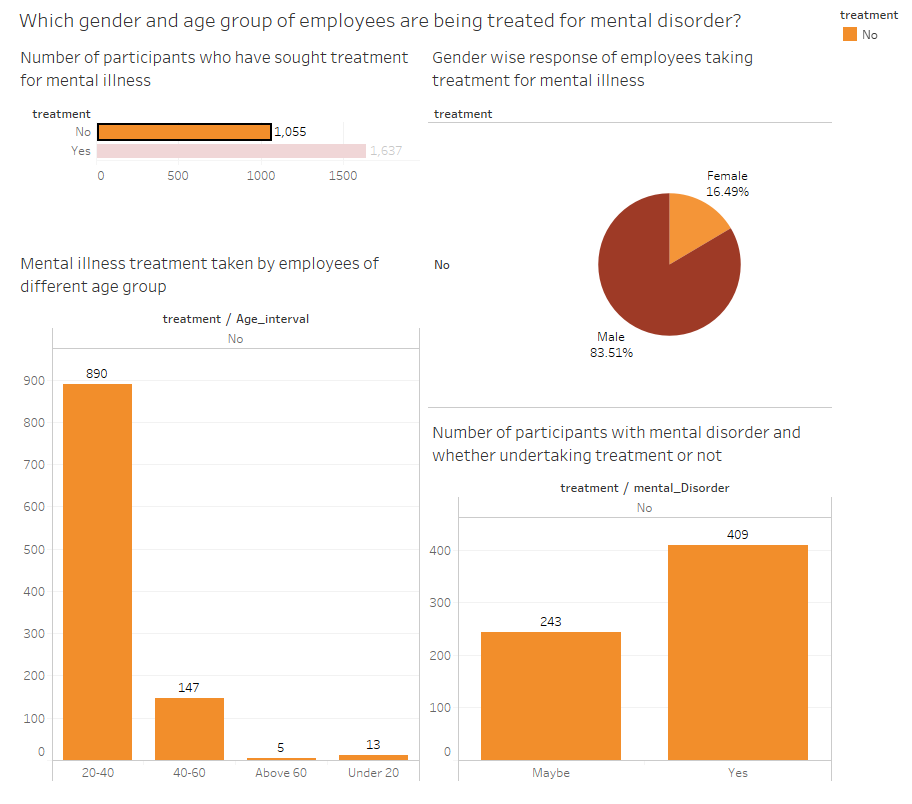 Which gender and age group of employees are being treated for mental disorder?
treatment
No
Number of participants who have sought treatment
for mental illness
treatment
No
1,055
Yes
1,637
0
500
1000
1500
Gender wise response of employees taking
treatment for mental illness
treatment
No
Female
16.49%
Male
83.51%
Mental illness treatment taken by employees of
different age group
treatment / Age_interval
No
900
800
700
600
500
400
300
200
100
0
890
147
5
13
20-40
40-60
Above 60
Under 20
Number of participants with mental disorder and
whether undertaking treatment or not
treatment / mental_Disorder
No
400
300
200
100
0
243
409
Maybe
Yes